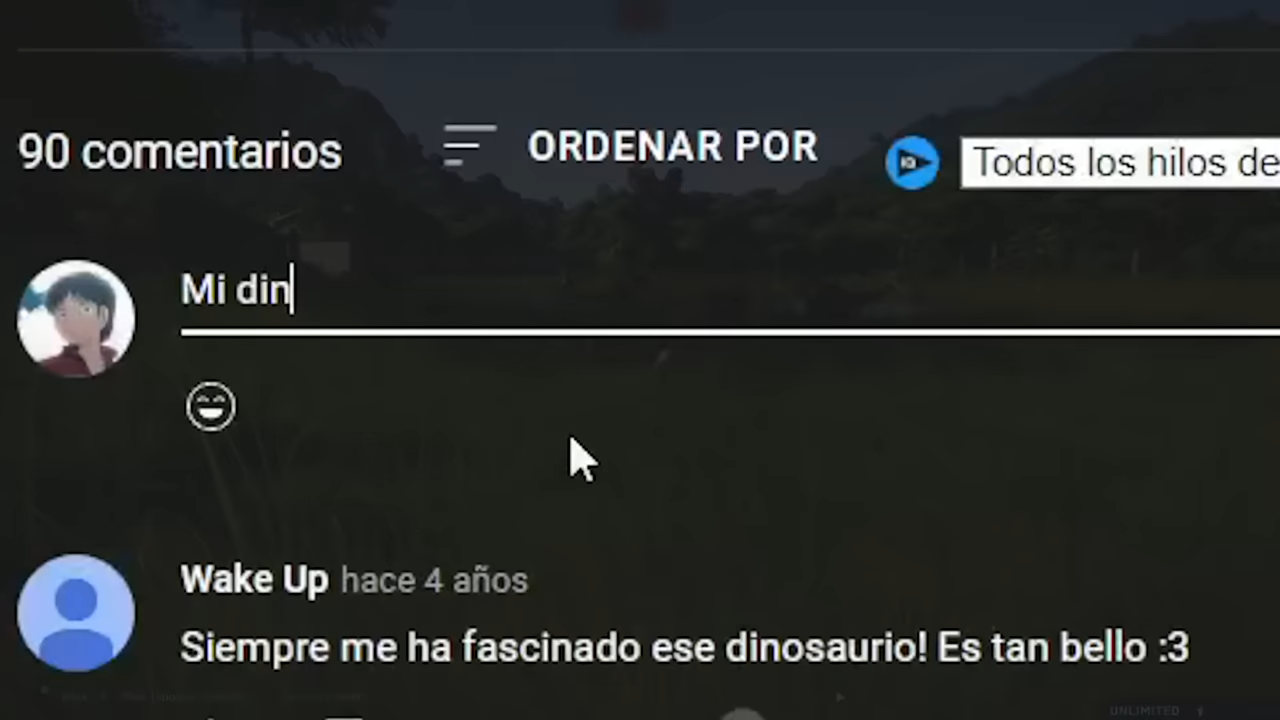 90 comentarios
ORDENAR POR
Todos los hilos de
Mi din
Wake Up hace 4 años
Siempre me ha fascinado ese dinosaurio! Es tan bello :3
UNLIMITED